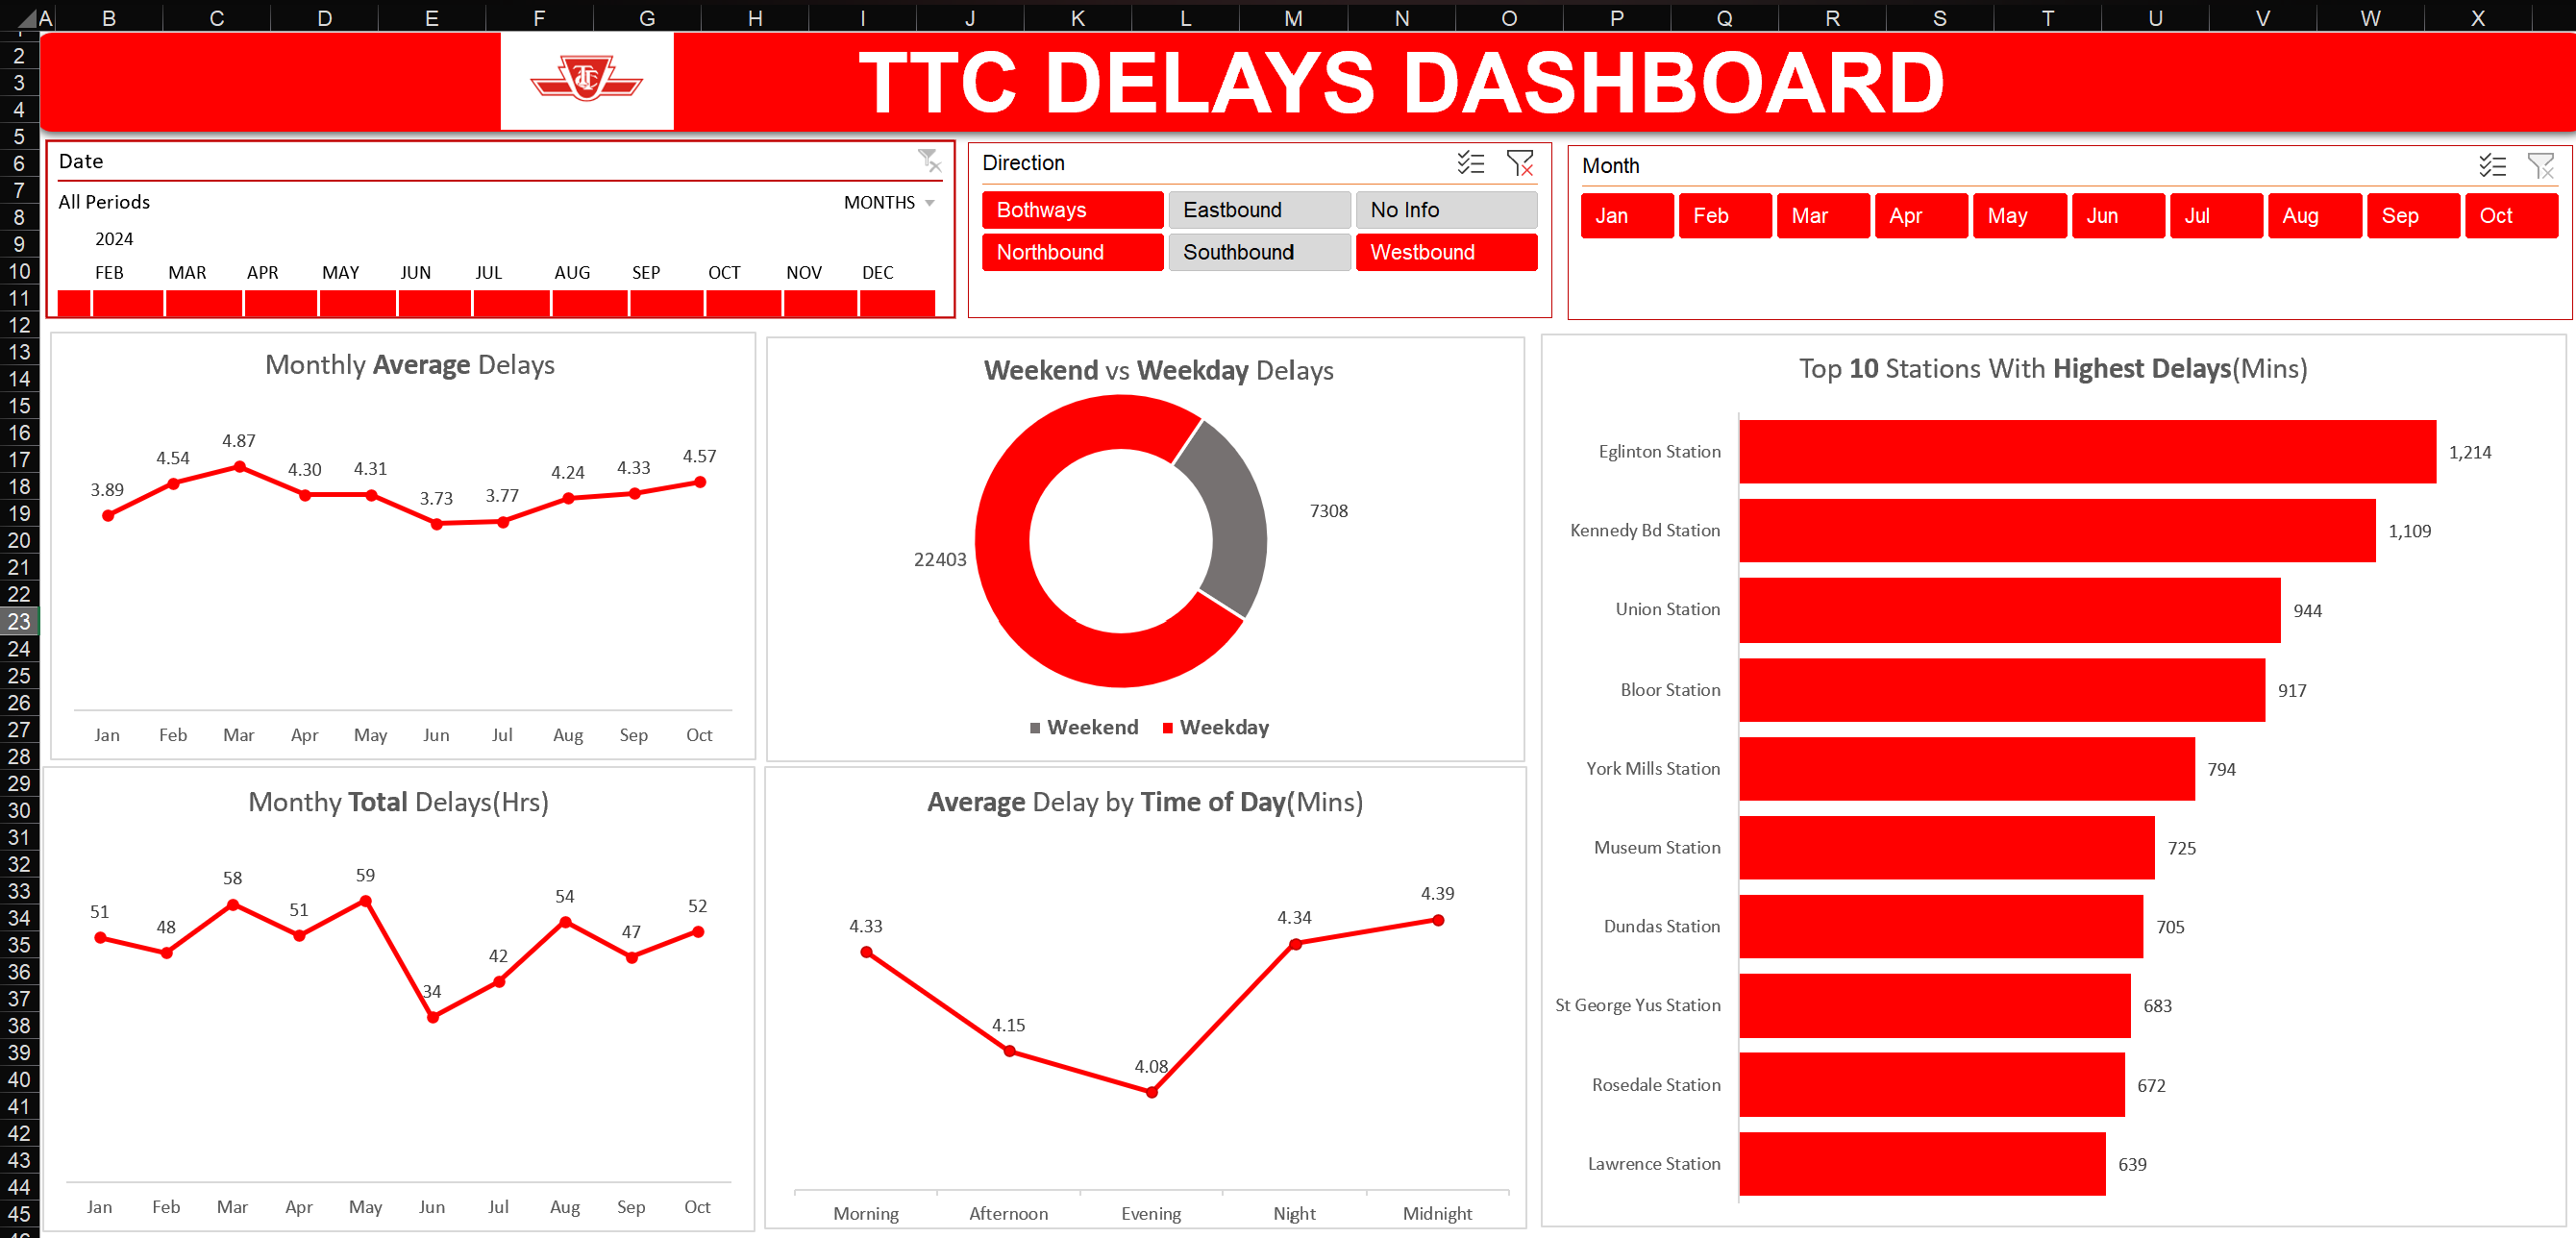 A B C D E F G H I J K L M N O P Q R S T U V W X
2
3
4
5
6
7
8
9
10
11
12
13
14
15
16
17
18
19
20
21
22
23
24
25
26
27
28
29
30
31
32
33
34
35
36
37
38
39
40
41
42
43
44
45
TTC
TTC DELAYS DASHBOARD
Date
All Periods MONTHS
2024
FEB MAR APR MAY JUN JUL AUG SEP OCT NOV DEC
Direction
Bothways Eastbound No Info
Northbound Southbound Westbound
Month
Jan Feb Mar Apr May Jun Jul Aug Sep Oct
Monthly Average Delays
3.89 4.54 4.87 4.30 4.31 3.73 3.77 4.24 4.33 4.57
Jan Feb Mar Apr May Jun Jul Aug Sep Oct
Weekend vs Weekday Delays
7308
22403
Weekend Weekday
Top 10 Stations With Highest Delays(Mins)
Eglinton Station 1,214
Kennedy Bd Station 1,109
Union Station 944
Bloor Station 917
York Mills Station 794
Museum Station 725
Dundas Station 705
St George Yus Station 683
Rosedale Station 672
Lawrence Station 639
Monthy Total Delays(Hrs)
51 48 58 51 59 34 42 54 47 52
Jan Feb Mar Apr May Jun Jul Aug Sep Oct
Average Delay by Time of Day(Mins)
4.33 4.15 4.08 4.34 4.39
Morning Afternoon Evening Night Midnight